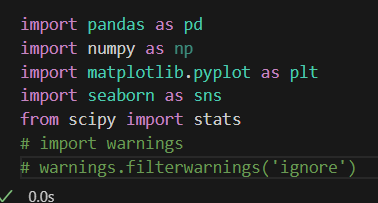 import pandas as pd
import numpy as np
import matplotlib.pyplot as plt
import seaborn as sns
from scipy import stats
# import warnings
# warnings.filterwarnings('ignore')
✓ 0.0s